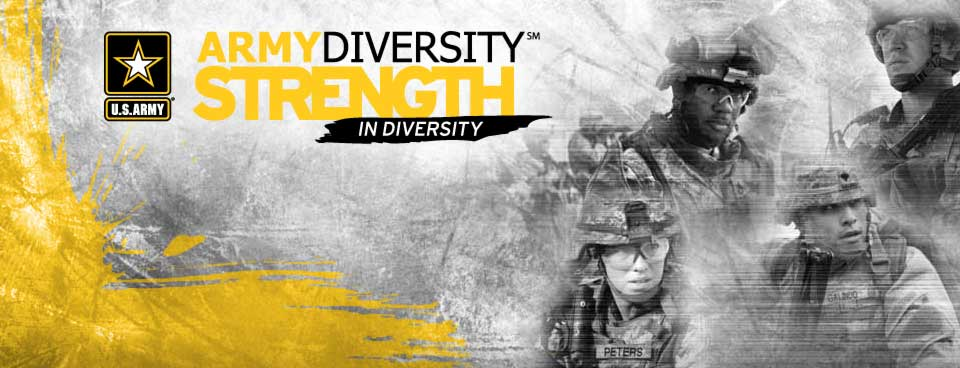 U.S.ARMY
ARMYDIVERSITY℠
STRENGTH
IN DIVERSITY
PETERS